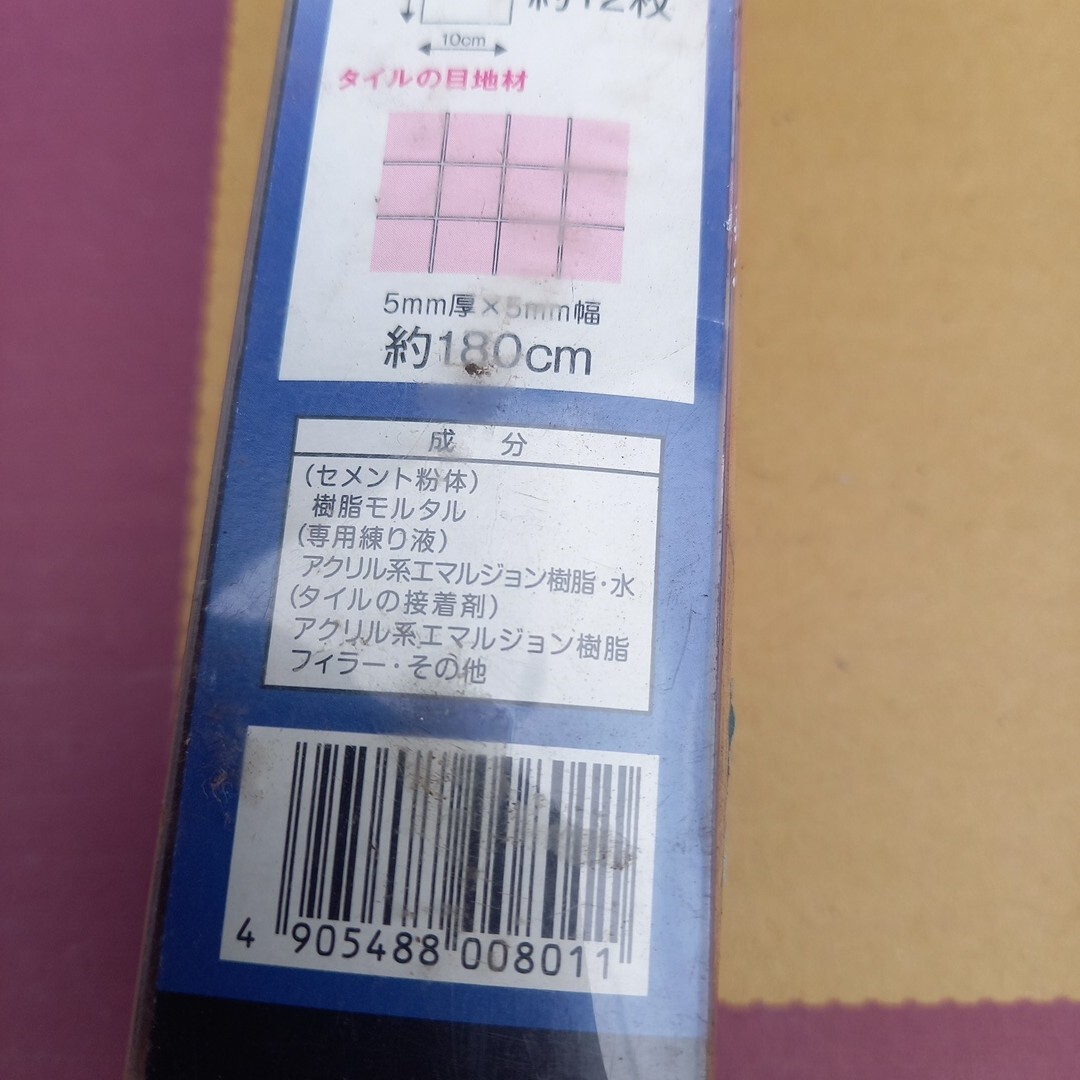 約12枚
10cm
タイルの目地材
5mm厚×5mm幅
約180cm
成 分
(セメント粉体)
樹脂モルタル
(専用練り液)
アクリル系エマルジョン樹脂・水
(タイルの接着剤)
アクリル系エマルジョン樹脂
フィラー・その他
4 905488 008011